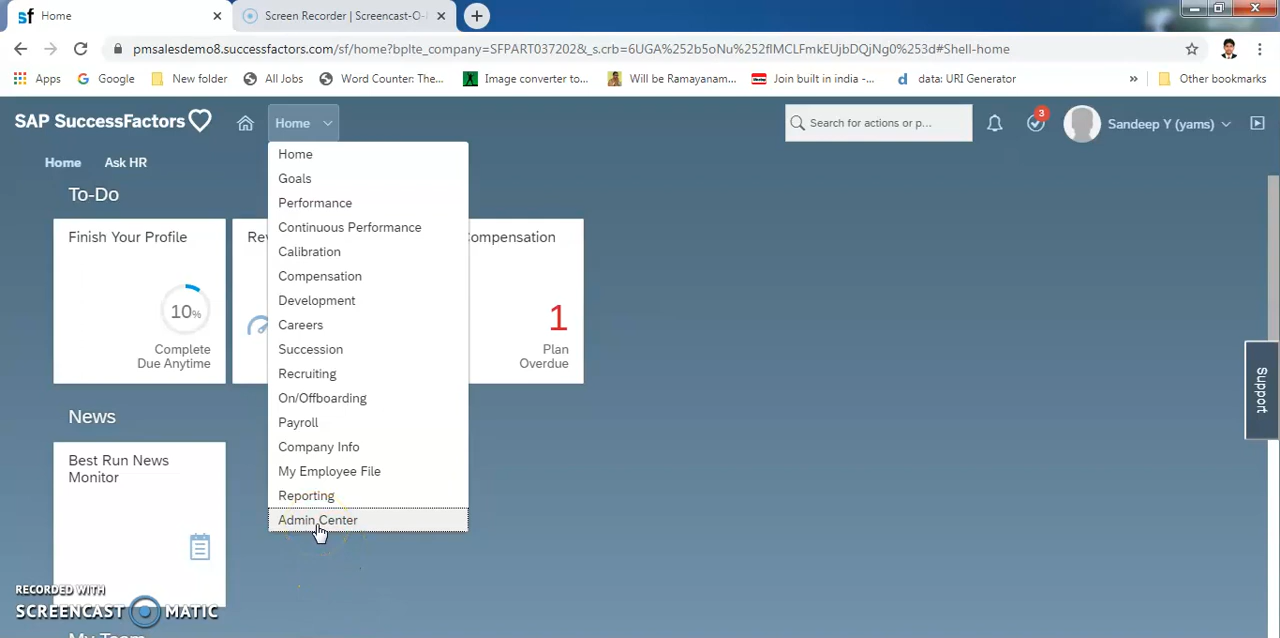 sf Home
Screen Recorder | Screencast-O-
pmsalesdemo8.successfactors.com/sf/home?bplte_company=SFPART037202&_s.crb=6UGA%252b5oNu%252flMCLFmkEUjbDQjNg0%253d#Shell-home
Apps Google New folder All Jobs Word Counter: The... Image converter to... Will be Ramayanan... Join built in india -... data: URI Generator » Other bookmarks
SAP SuccessFactors Home Search for actions or p... 3 Sandeep Y (yams)
Home Ask HR
To-Do
Finish Your Profile
10%
Complete
Due Anytime
Rev
Compensation
1
Plan
Overdue
Home
Goals
Performance
Continuous Performance
Calibration
Compensation
Development
Careers
Succession
Recruiting
On/Offboarding
Payroll
Company Info
My Employee File
Reporting
Admin Center
News
Best Run News
Monitor
Support
RECORDED WITH
SCREENCAST MATIC
My Team